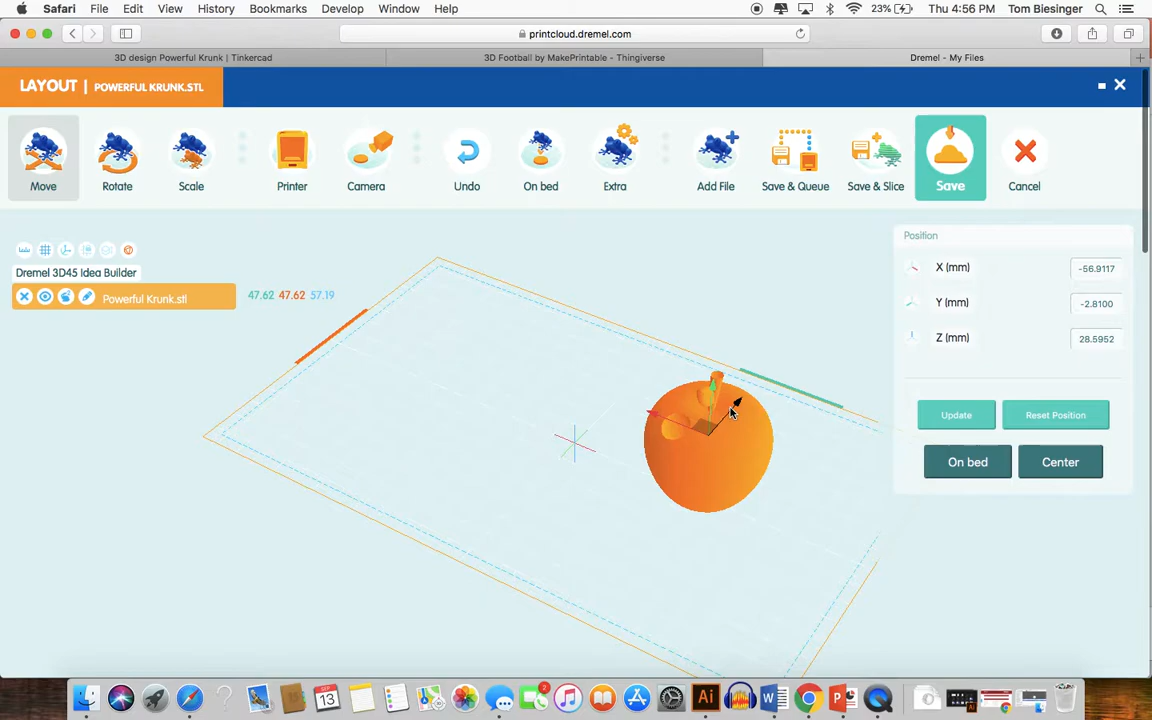 Safari File Edit View History Bookmarks Develop Window Help 23% Thu 4:56 PM Tom Biesinger
printcloud.dremel.com
3D design Powerful Krunk | Tinkercad 3D Football by MakePrintable - Thingiverse Dremel - My Files
LAYOUT | POWERFUL KRUNK.STL
Move Rotate Scale Printer Camera Undo On bed Extra Add File Save & Queue Save & Slice Save Cancel
Position
Dremel 3D45 Idea Builder
Powerful Krunk.stl 47.62 47.62 57.19
X (mm) -56.9117
Y (mm) -2.8100
Z (mm) 28.5952
Update Reset Position
On bed Center
SEP 13 2 Ai W P